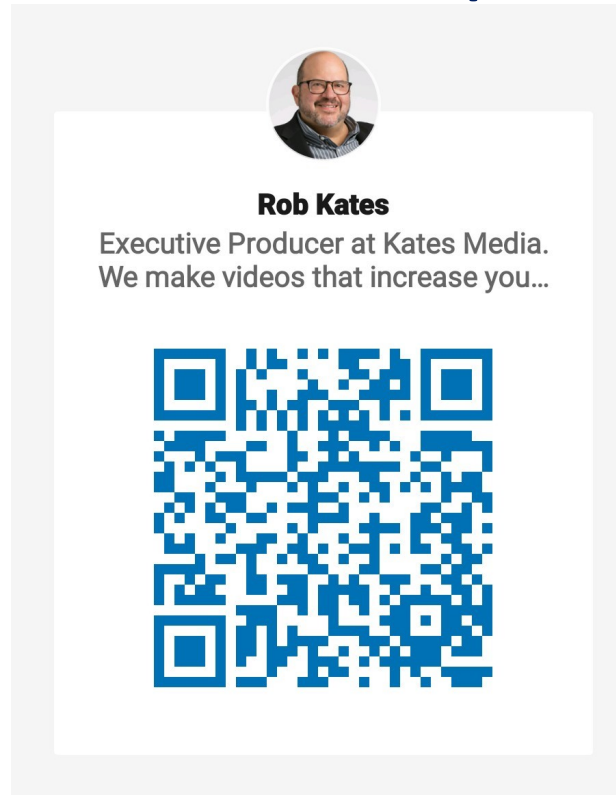 Rob Kates
Executive Producer at Kates Media.
We make videos that increase you...